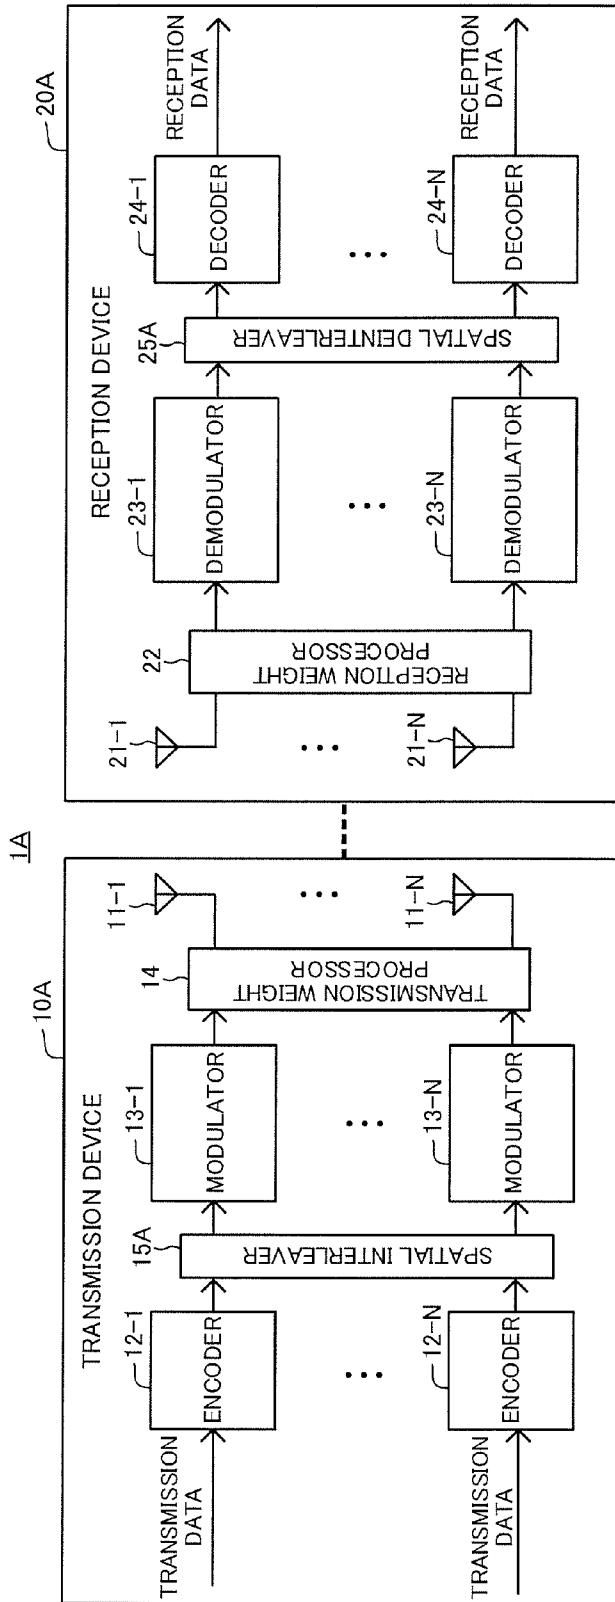 1A
10A
TRANSMISSION DEVICE
TRANSMISSION
DATA
12-1
ENCODER
15A
SPATIAL INTERLEAVER
13-1
MODULATOR
14
TRANSMISSION WEIGHT
PROCESSOR
11-1
TRANSMISSION
DATA
12-N
ENCODER
13-N
MODULATOR
11-N
20A
RECEPTION DEVICE
21-1
22
RECEPTION WEIGHT
PROCESSOR
23-1
DEMODULATOR
25A
SPATIAL DEINTERLEAVER
24-1
DECODER
RECEPTION
DATA
21-N
23-N
DEMODULATOR
24-N
DECODER
RECEPTION
DATA